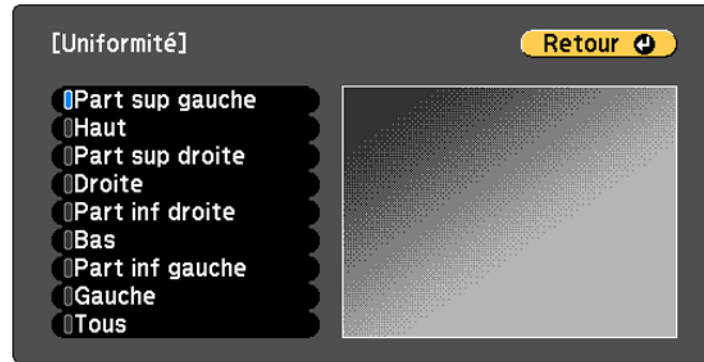 [Uniformité]
Retour
Part sup gauche
Haut
Part sup droite
Droite
Part inf droite
Bas
Part inf gauche
Gauche
Tous